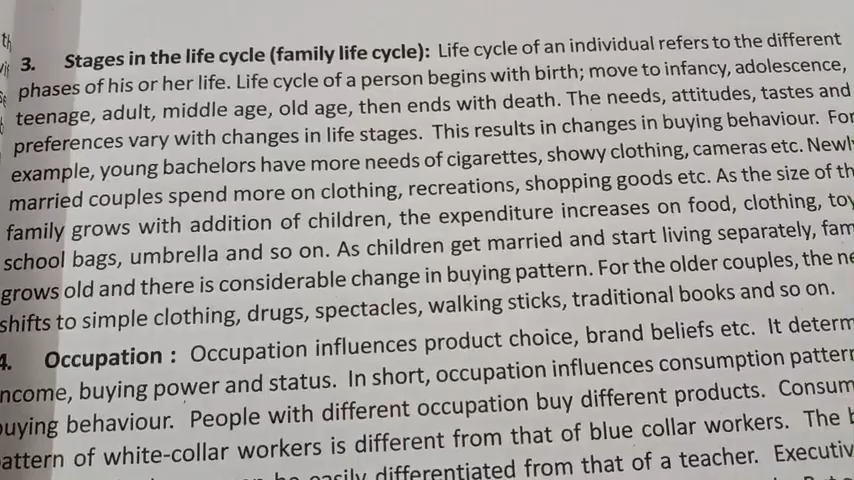 3. Stages in the life cycle (family life cycle): Life cycle of an individual refers to the different
phases of his or her life. Life cycle of a person begins with birth; move to infancy, adolescence,
teenage, adult, middle age, old age, then ends with death. The needs, attitudes, tastes and
preferences vary with changes in life stages. This results in changes in buying behaviour. For
example, young bachelors have more needs of cigarettes, showy clothing, cameras etc. Newl
married couples spend more on clothing, recreations, shopping goods etc. As the size of th
family grows with addition of children, the expenditure increases on food, clothing, toy
school bags, umbrella and so on. As children get married and start living separately, fam
grows old and there is considerable change in buying pattern. For the older couples, the ne
shifts to simple clothing, drugs, spectacles, walking sticks, traditional books and so on.
4. Occupation : Occupation influences product choice, brand beliefs etc. It determ
ncome, buying power and status. In short, occupation influences consumption pattern
ouying behaviour. People with different occupation buy different products. Consum
attern of white-collar workers is different from that of blue collar workers. The b
be easily differentiated from that of a teacher. Executiv